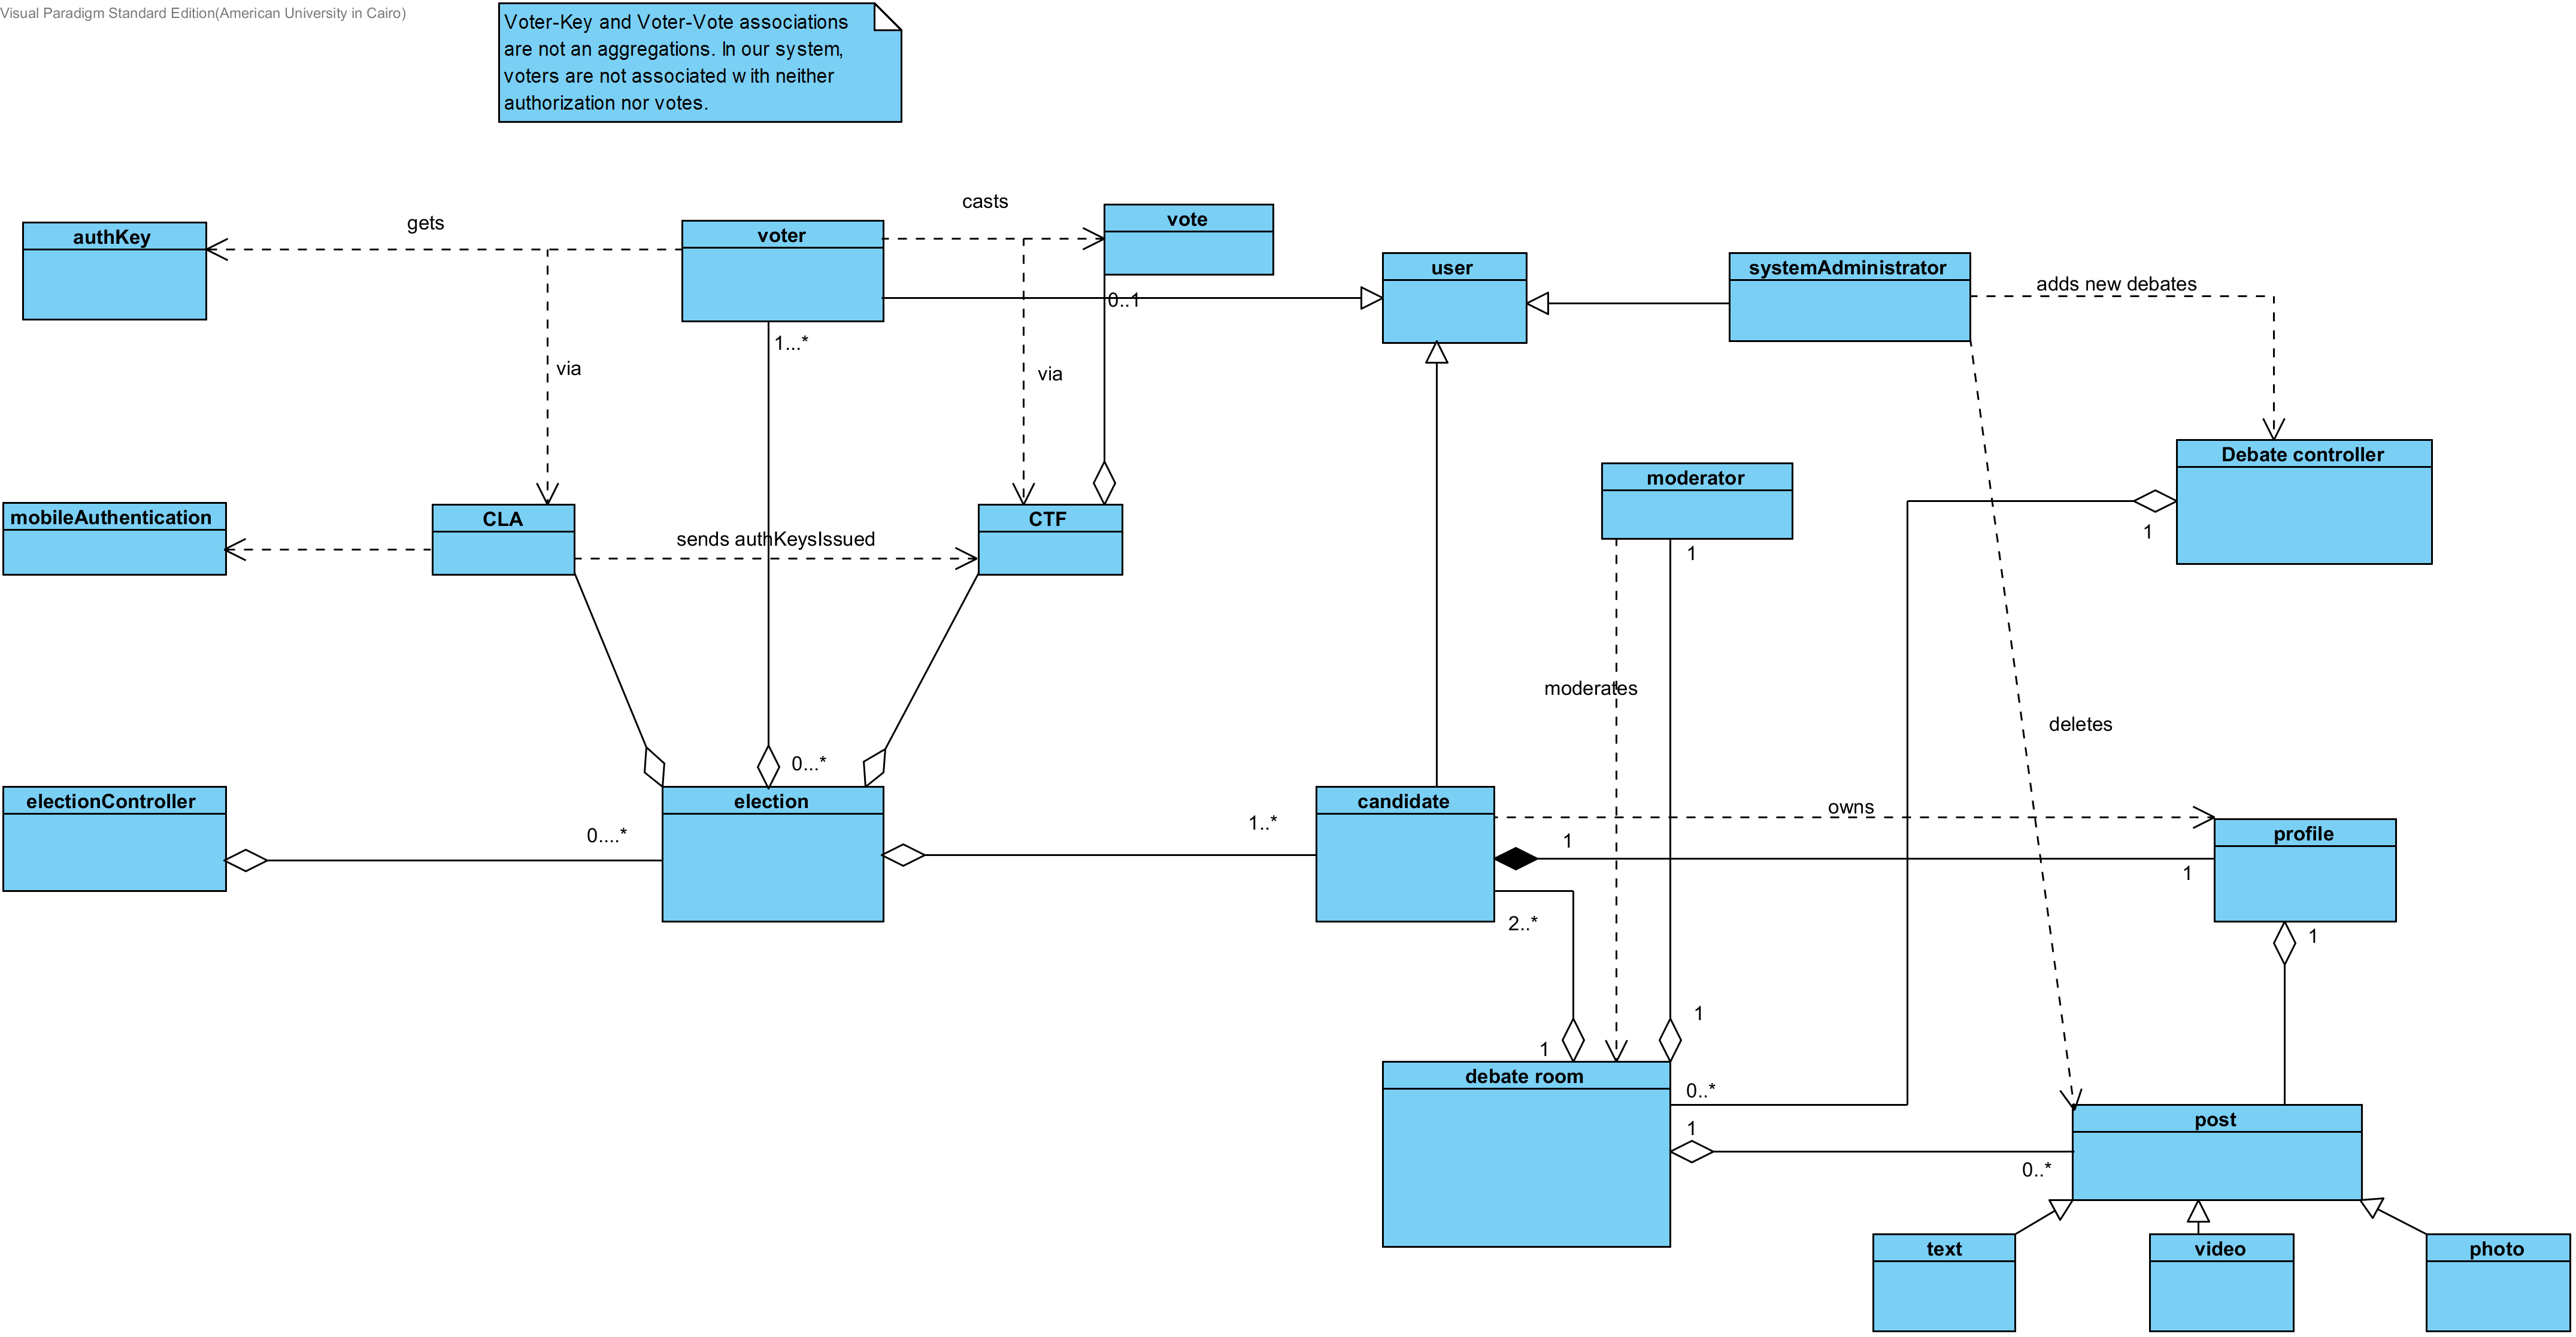 Visual Paradigm Standard Edition(American University in Cairo)
Voter-Key and Voter-Vote associations
are not an aggregations. In our system,
voters are not associated with neither
authorization nor votes.
casts
gets
authKey
voter
vote
user
systemAdministrator
adds new debates
0..1
1...*
via
via
Debate controller
moderator
mobileAuthentication
CLA
CTF
sends authKeysIssued
1
1
moderates
deletes
0...*
electionController
election
candidate
owns
0....*
1..*
1
profile
1
2..*
1
1
1
debate room
0..*
1
post
0..*
text
video
photo